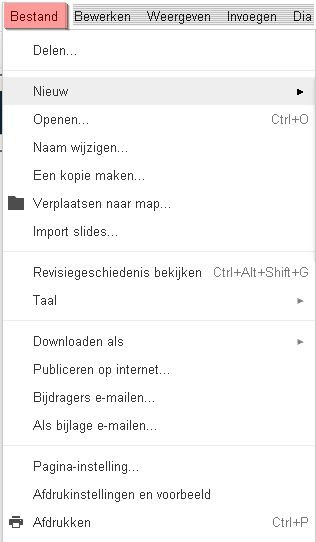 Bestand Bewerken Weergeven Invoegen Dia
Delen...
Nieuw
Openen... Ctrl+O
Naam wijzigen...
Een kopie maken...
Verplaatsen naar map...
Import slides...
Revisiegeschiedenis bekijken Ctrl+Alt+Shift+G
Taal
Downloaden als
Publiceren op internet...
Bijdragers e-mailen...
Als bijlage e-mailen...
Pagina-instelling...
Afdrukinstellingen en voorbeeld
Afdrukken Ctrl+P